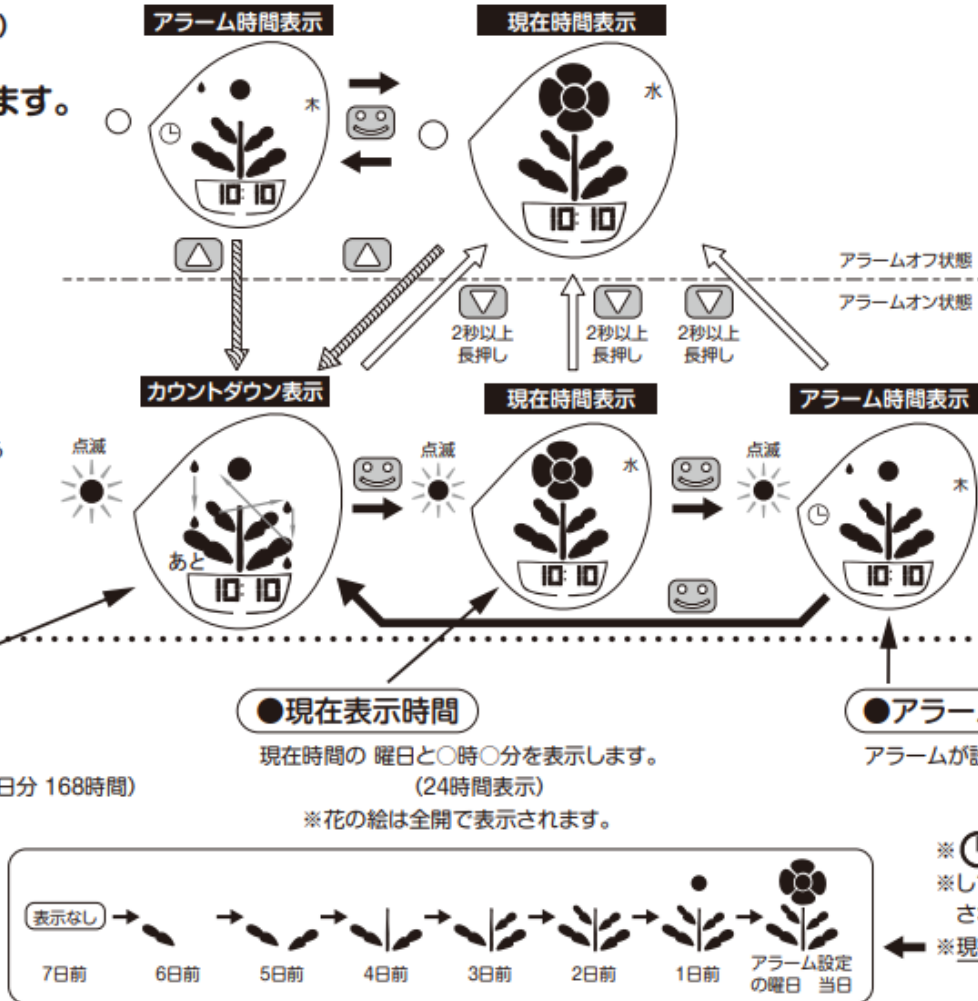 アラーム時間表示
現在時間表示
ます。
木
水
10:10
10:10
アラームオフ状態
アラームオン状態
2秒以上
長押し
2秒以上
長押し
2秒以上
長押し
カウントダウン表示
現在時間表示
アラーム時間表示
点滅
点滅
点滅
水
木
あと
10:10
10:10
10:10
●現在表示時間
●アラー
現在時間の 曜日と○時○分を表示します。
アラームが
日分 168時間)
(24時間表示)
※花の絵は全開で表示されます。
※
※し
さ
※現
表示なし
7日前
6日前
5日前
4日前
3日前
2日前
1日前
アラーム設定
の曜日 当日